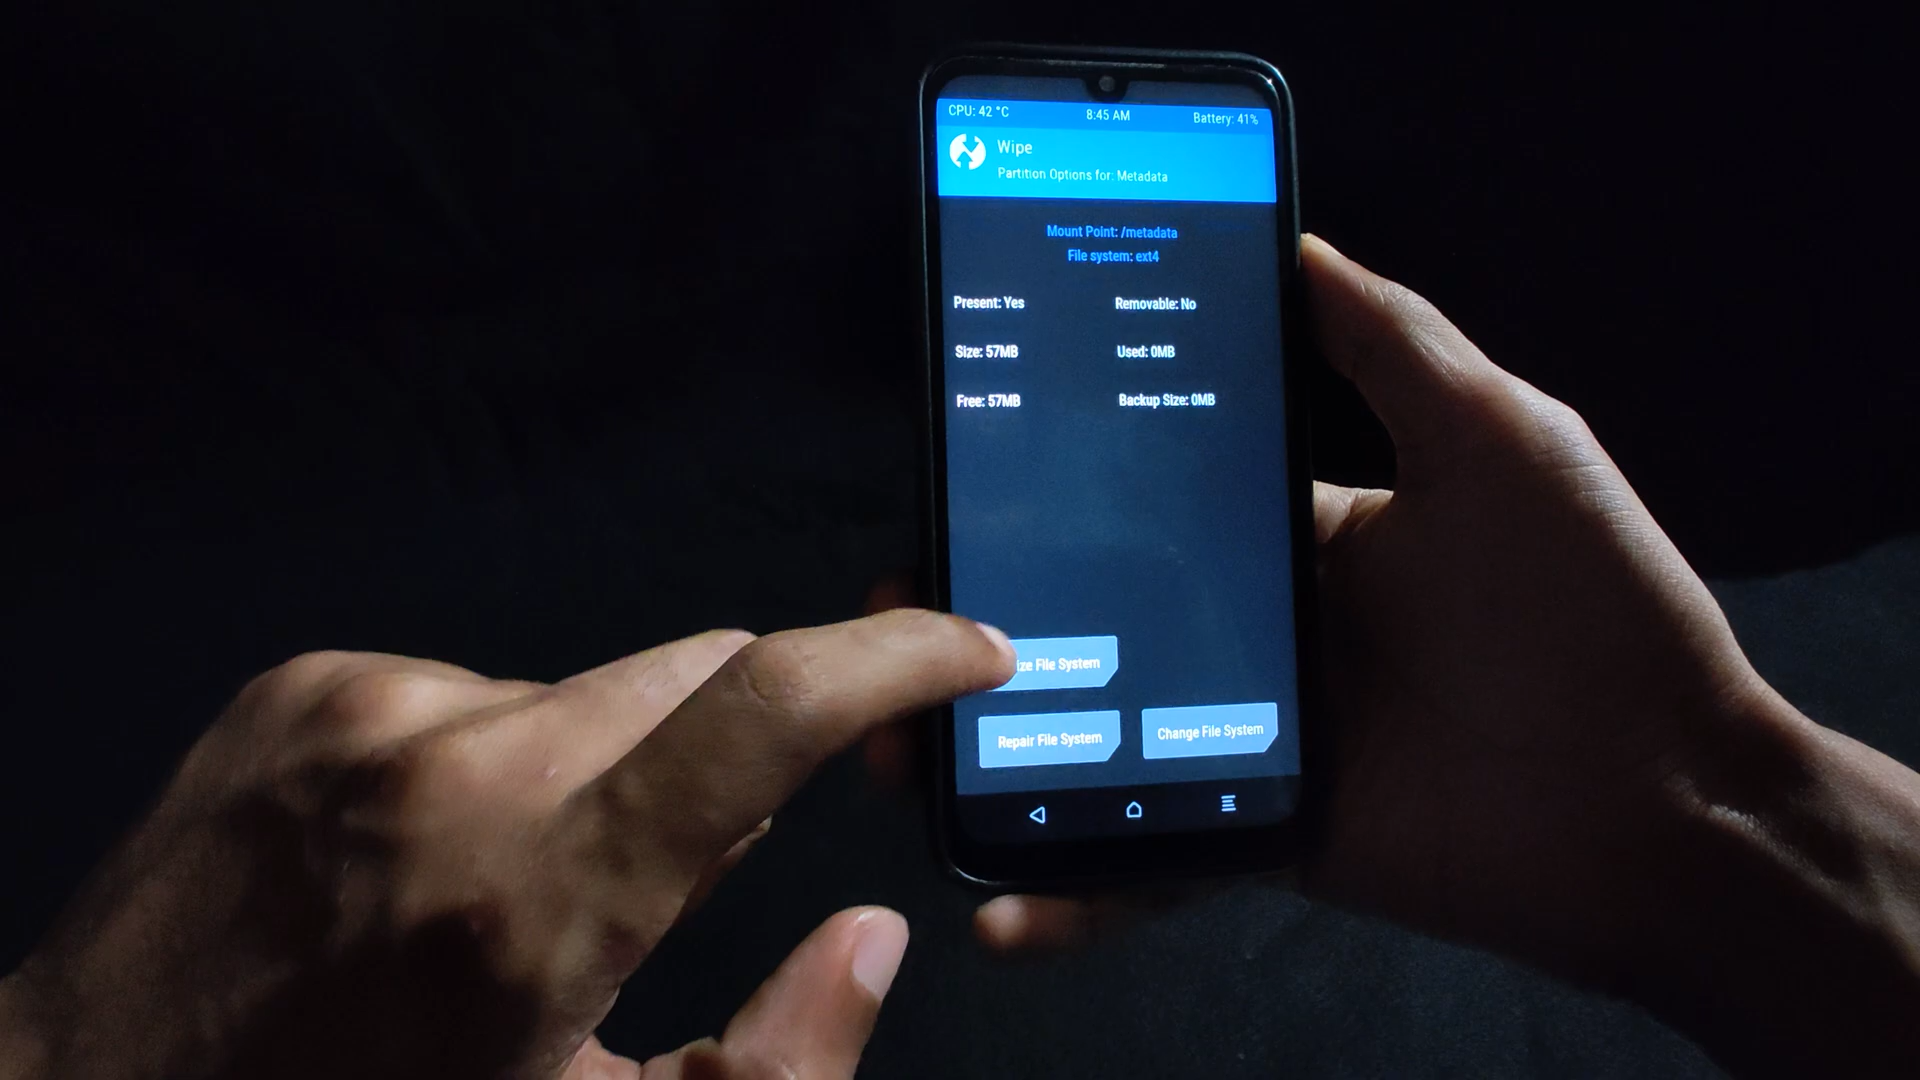 CPU: 42 °C 8:45 AM Battery: 41%
Wipe
Partition Options for: Metadata
Mount Point: /metadata
File system: ext4
Present: Yes Removable: No
Size: 57MB Used: 0MB
Free: 57MB Backup Size: 0MB
File System
Repair File System Change File System